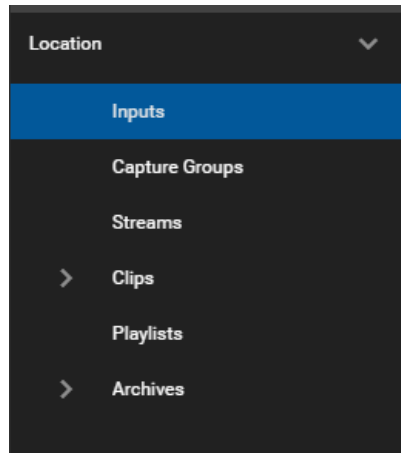 Location
Inputs
Capture Groups
Streams
Clips
Playlists
Archives